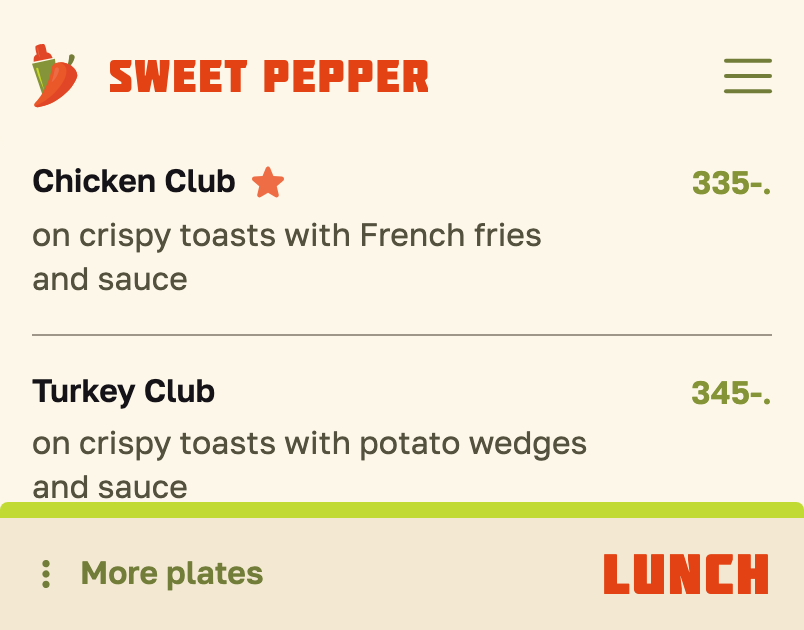 SWEET PEPPER
Chicken Club 335-.
on crispy toasts with French fries
and sauce
Turkey Club 345-.
on crispy toasts with potato wedges
and sauce
More plates LUNCH